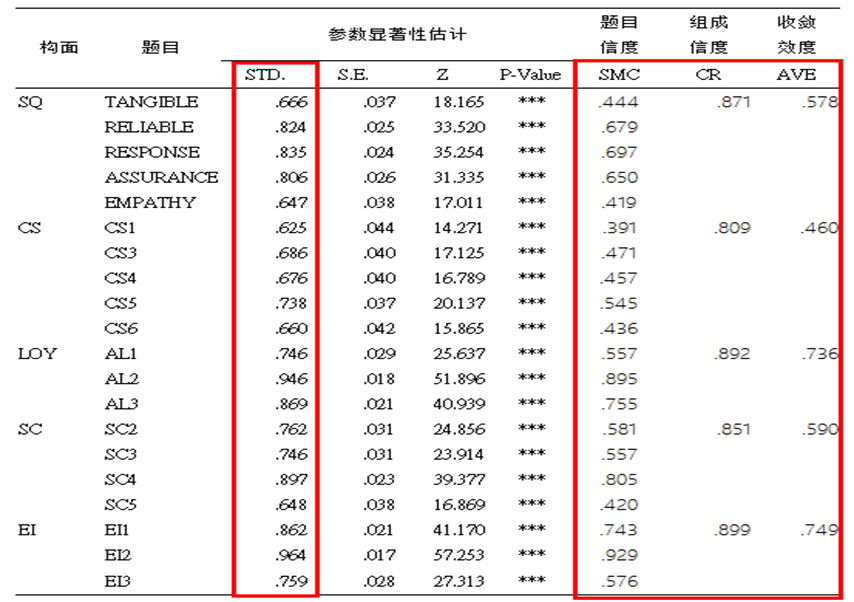 构面 题目 参数显著性估计 题目信度 组成信度 收敛效度
STD. S.E. Z P-Value SMC CR AVE
SQ TANGIBLE .666 .037 18.165 *** .444 .871 .578
RELIABLE .824 .025 33.520 *** .679
RESPONSE .835 .024 35.254 *** .697
ASSURANCE .806 .026 31.335 *** .650
EMPATHY .647 .038 17.011 *** .419
CS CS1 .625 .044 14.271 *** .391 .809 .460
CS3 .686 .040 17.125 *** .471
CS4 .676 .040 16.789 *** .457
CS5 .738 .037 20.137 *** .545
CS6 .660 .042 15.865 *** .436
LOY AL1 .746 .029 25.637 *** .557 .892 .736
AL2 .946 .018 51.896 *** .895
AL3 .869 .021 40.939 *** .755
SC SC2 .762 .031 24.856 *** .581 .851 .590
SC3 .746 .031 23.914 *** .557
SC4 .897 .023 39.377 *** .805
SC5 .648 .038 16.869 *** .420
EI EI1 .862 .021 41.170 *** .743 .899 .749
EI2 .964 .017 57.253 *** .929
EI3 .759 .028 27.313 *** .576